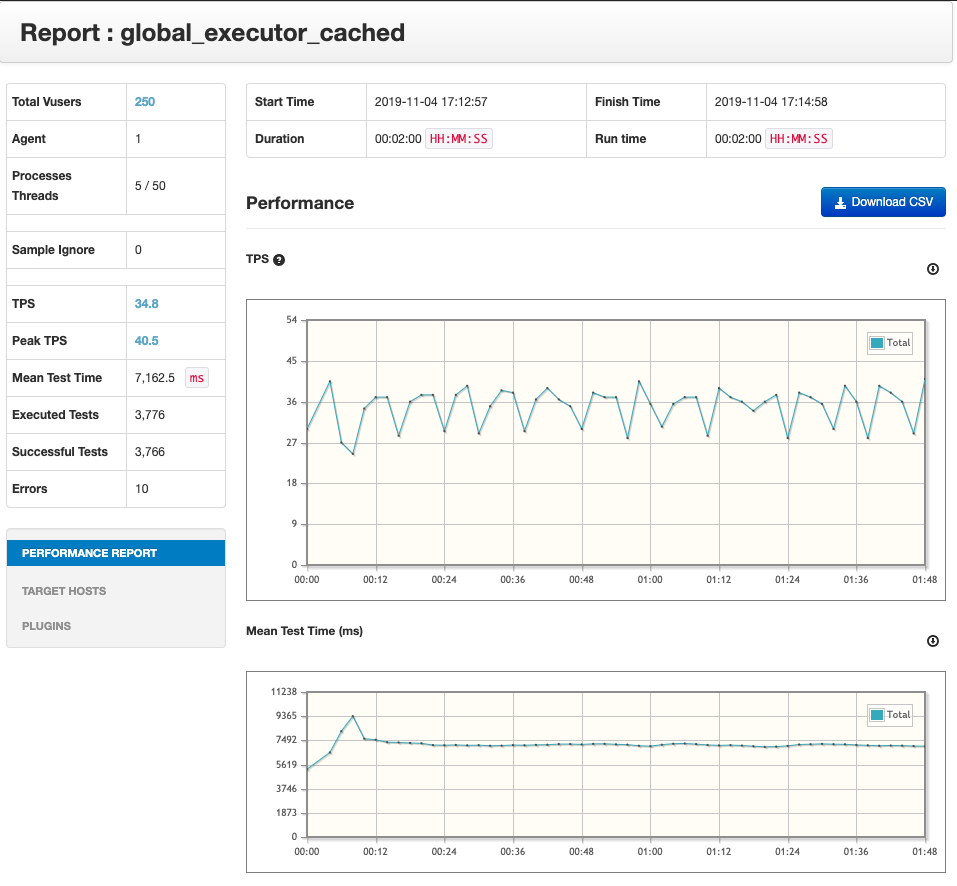 Report : global_executor_cached
Total Vusers 250
Agent 1
Processes
Threads 5 / 50
Sample Ignore 0
TPS 34.8
Peak TPS 40.5
Mean Test Time 7,162.5 ms
Executed Tests 3,776
Successful Tests 3,766
Errors 10
PERFORMANCE REPORT
TARGET HOSTS
PLUGINS
Start Time 2019-11-04 17:12:57 Finish Time 2019-11-04 17:14:58
Duration 00:02:00 HH:MM:SS Run time 00:02:00 HH:MM:SS
Performance
Download CSV
TPS ?
54
45
36
27
18
9
0
Total
00:00 00:12 00:24 00:36 00:48 01:00 01:12 01:24 01:36 01:48
Mean Test Time (ms)
11238
9365
7492
5619
3746
1873
0
Total
00:00 00:12 00:24 00:36 00:48 01:00 01:12 01:24 01:36 01:48